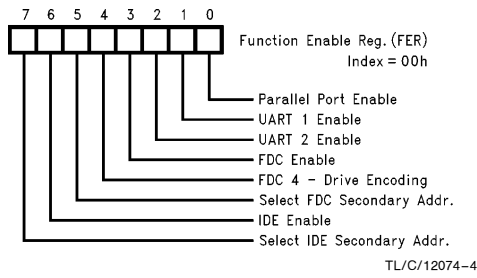 7 6 5 4 3 2 1 0
Function Enable Reg. (FER)
Index = 00h
Parallel Port Enable
UART 1 Enable
UART 2 Enable
FDC Enable
FDC 4 - Drive Encoding
Select FDC Secondary Addr.
IDE Enable
Select IDE Secondary Addr.
TL/C/12074-4